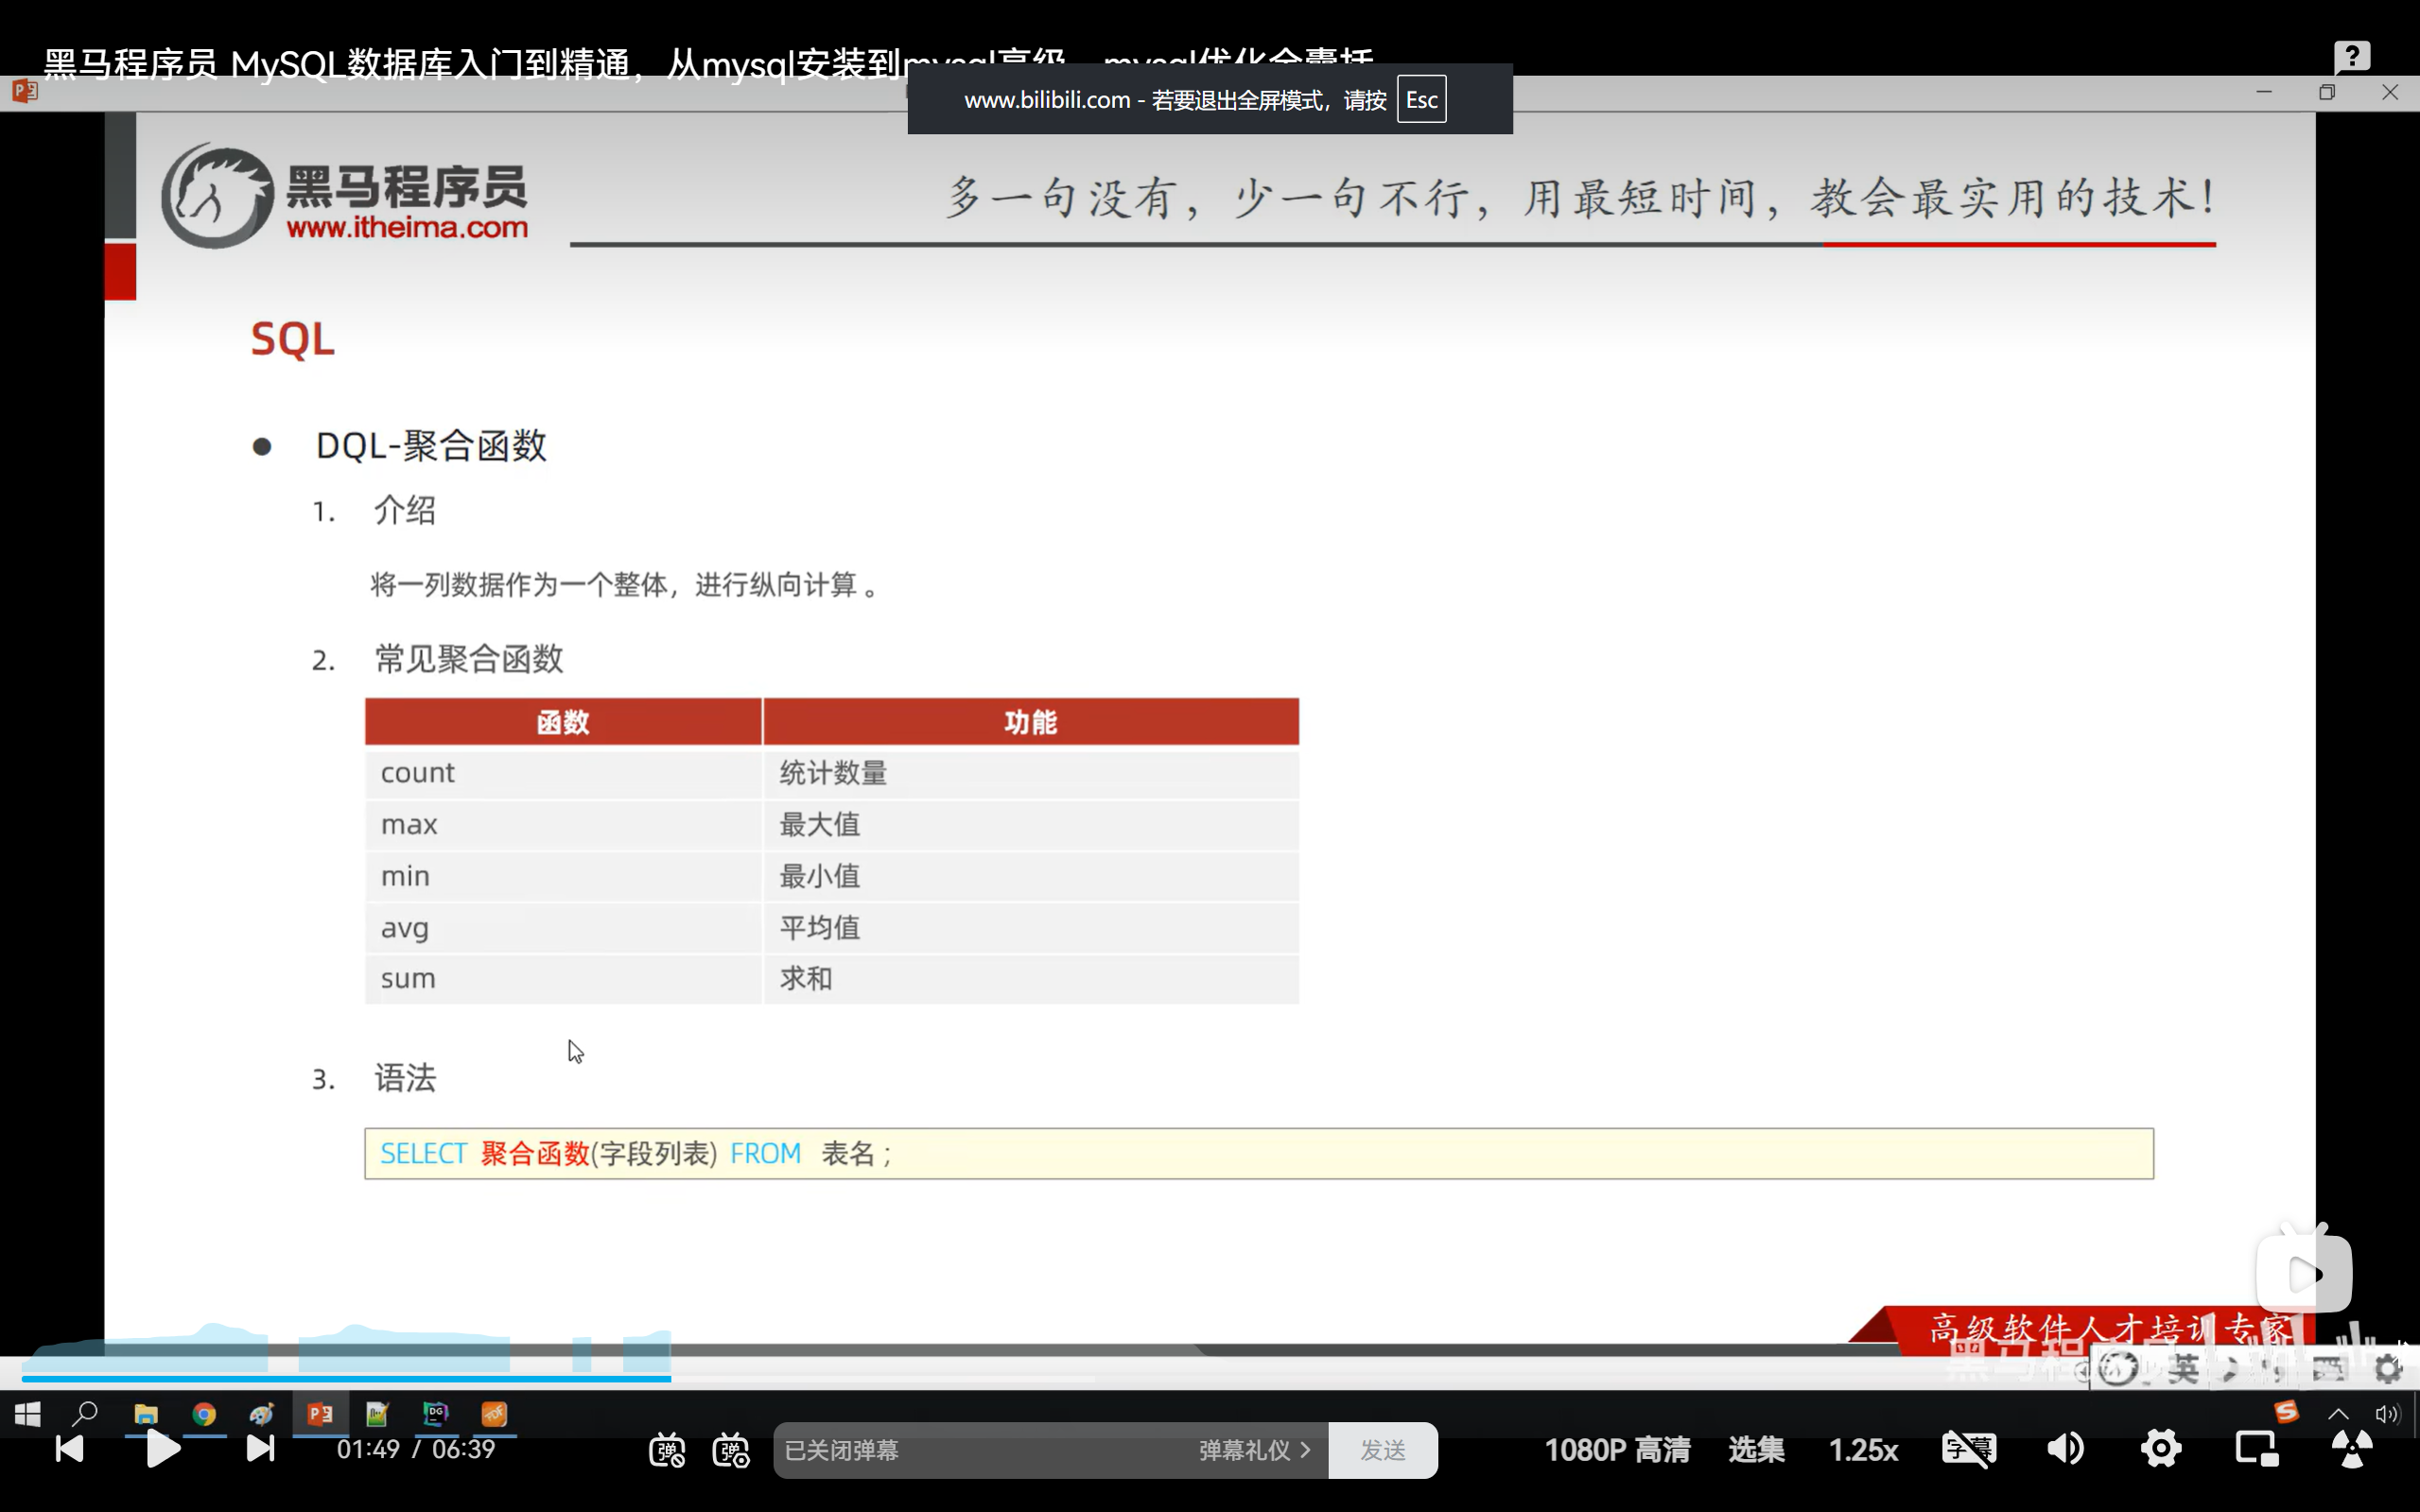 黑马程序员 MySQL数据库入门到精通，从mysql安装到mysql高级、mysql优化全囊括
www.bilibili.com - 若要退出全屏模式，请按 Esc
黑马程序员
www.itheima.com
多一句没有，少一句不行，用最短时间，教会最实用的技术！
SQL
● DQL-聚合函数
1. 介绍
将一列数据作为一个整体，进行纵向计算 。
2. 常见聚合函数
函数 功能
count 统计数量
max 最大值
min 最小值
avg 平均值
sum 求和
3. 语法
SELECT 聚合函数(字段列表) FROM 表名 ;
高级软件人才培训专家
英
01:49 / 06:39
已关闭弹幕
弹幕礼仪 >
发送
1080P 高清
选集
1.25x
字幕